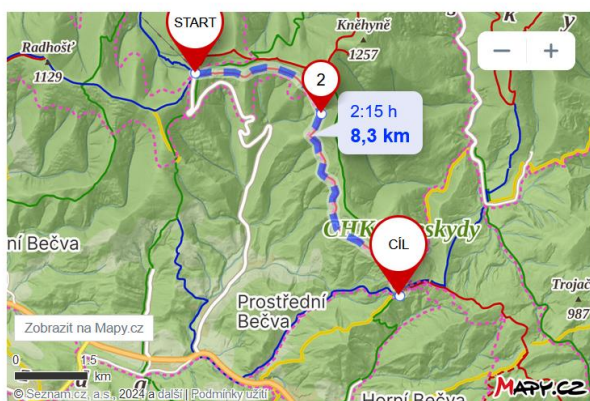 START
Kněhyně
1257
k
y
Radhošť
1129
2
− +
2:15 h
8,3 km
CHK
skydy
CÍL
ní Bečva
Prostřední
Bečva
Trojač
987
Zobrazit na Mapy.cz
0 1,5
km
a
© Seznam.cz, a.s., 2024 a další | Podmínky užití
Horní Bečva
MAPY.CZ